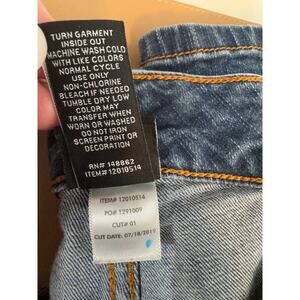 TURN GARMENT
INSIDE OUT
MACHINE WASH COLD
WITH LIKE COLORS
NORMAL CYCLE
USE ONLY
NON-CHLORINE
BLEACH IF NEEDED
TUMBLE DRY LOW
COLOR MAY
TRANSFER WHEN
WORN OR WASHED
DO NOT IRON
SCREEN PRINT OR
DECORATION
RN# 148862
ITEM# 12010514
ITEM# 12010514
PO# 1291009
CUT# 01
CUT DATE: 07/18/2019